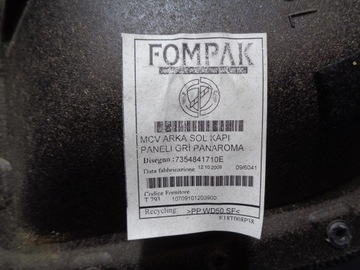 FOMPAK
MCV ARKA SOL KAPI
PANELI GRI PANAROMA
Disegno :7354841710E
Data fabbricazione 12 10 2009 09/6041
Codice Fornitore
T 793 10709101203900
Recycling: >PP.WD50.SF<